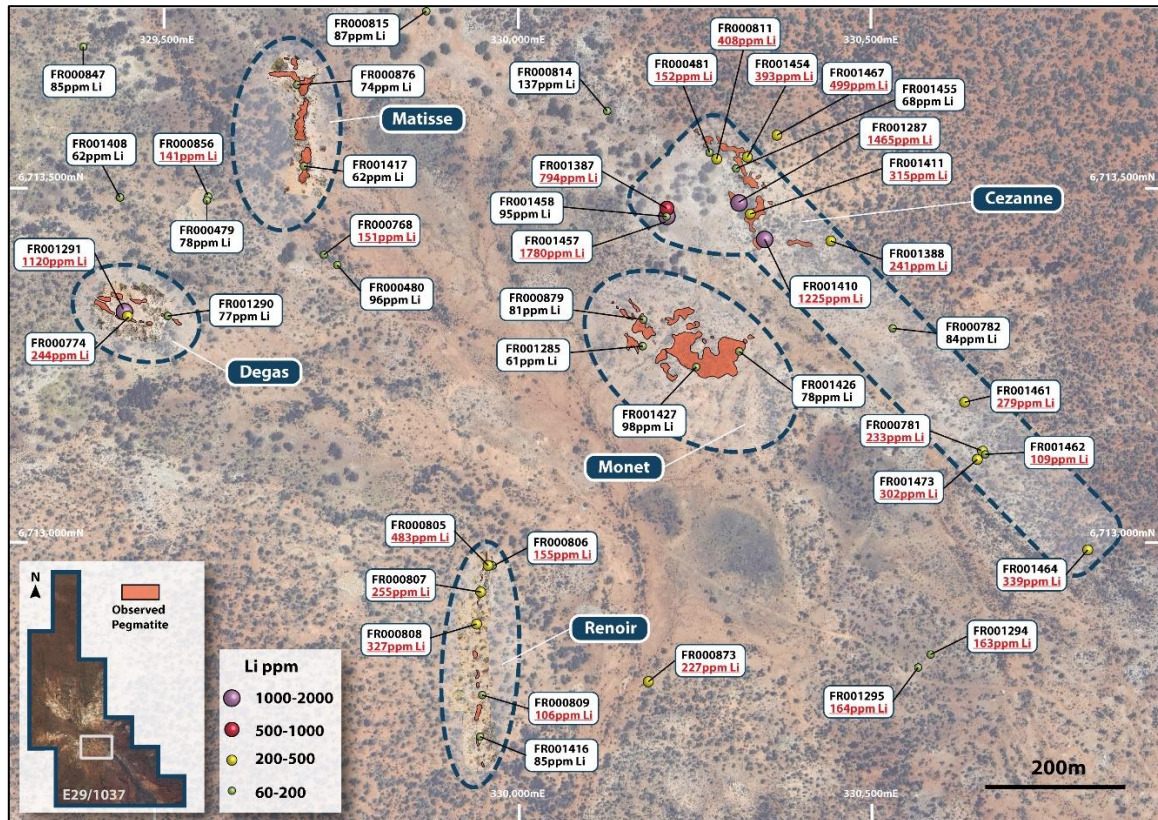 329,500mE
330,000mE
330,500mE
FR000815
87ppm Li
FR000847
85ppm Li
FR000876
74ppm Li
Matisse
FR000814
137ppm Li
FR000811
408ppm Li
FR000481
152ppm Li
FR001454
393ppm Li
FR001467
499ppm Li
FR001455
68ppm Li
FR001287
1465ppm Li
FR001411
315ppm Li
FR001408
62ppm Li
FR000856
141ppm Li
FR001417
62ppm Li
6,713,500mN
6,713,500mN
FR001387
794ppm Li
FR001458
95ppm Li
FR001457
1780ppm Li
Cezanne
FR000479
78ppm Li
FR000768
151ppm Li
FR000480
96ppm Li
FR001388
241ppm Li
FR001410
1225ppm Li
FR001291
1120ppm Li
FR001290
77ppm Li
FR000774
244ppm Li
Degas
FR000879
81ppm Li
FR001285
61ppm Li
FR000782
84ppm Li
FR001426
78ppm Li
FR001427
98ppm Li
Monet
FR001461
279ppm Li
FR000781
233ppm Li
FR001462
109ppm Li
FR001473
302ppm Li
6,713,000mN
6,713,000mN
FR001464
339ppm Li
FR000805
483ppm Li
FR000806
155ppm Li
FR000807
255ppm Li
FR000808
327ppm Li
Renoir
FR000873
227ppm Li
FR001294
163ppm Li
FR001295
164ppm Li
FR000809
106ppm Li
FR001416
85ppm Li
N
Observed
Pegmatite
E29/1037
Li ppm
1000-2000
500-1000
200-500
60-200
200m
330,000mE
330,500mE